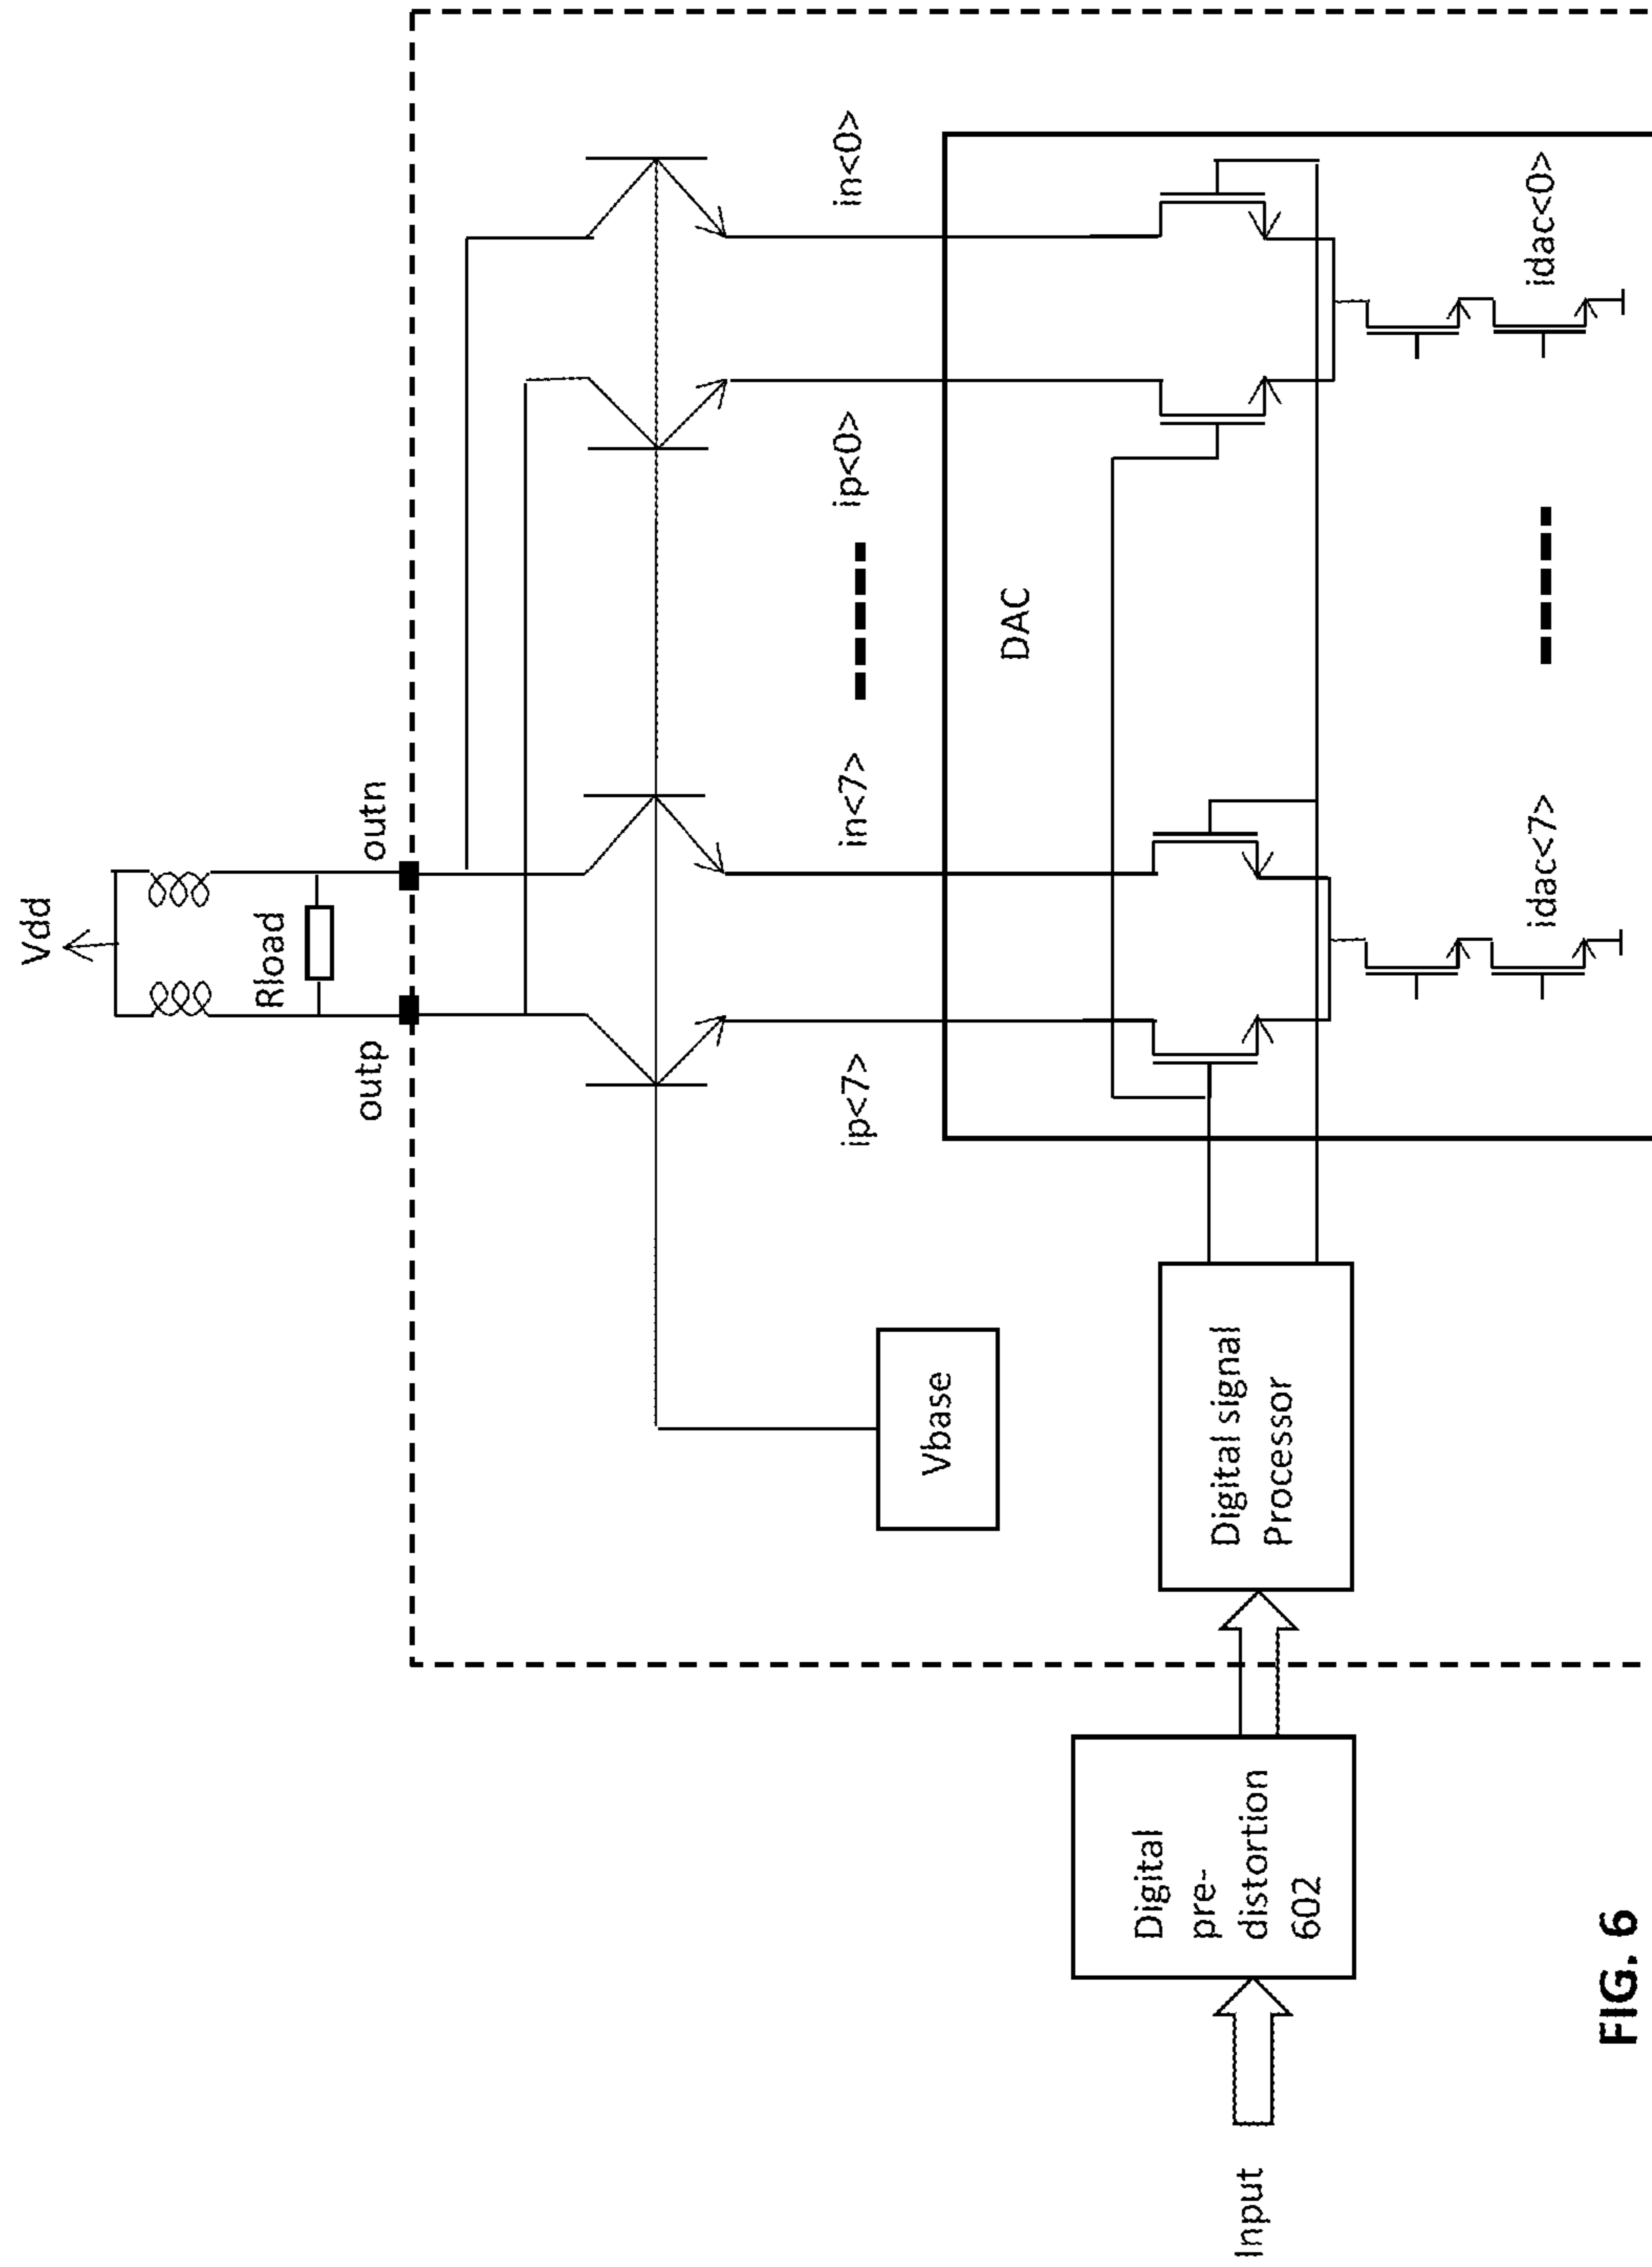 Vdd
Rload
outp
outn
ip<7>
in<7>
ip<0>
in<0>
Vbase
DAC
Input
Digital
pre-
distortion
602
Digital signal
Processor
idac<7>
idac<0>
FIG. 6